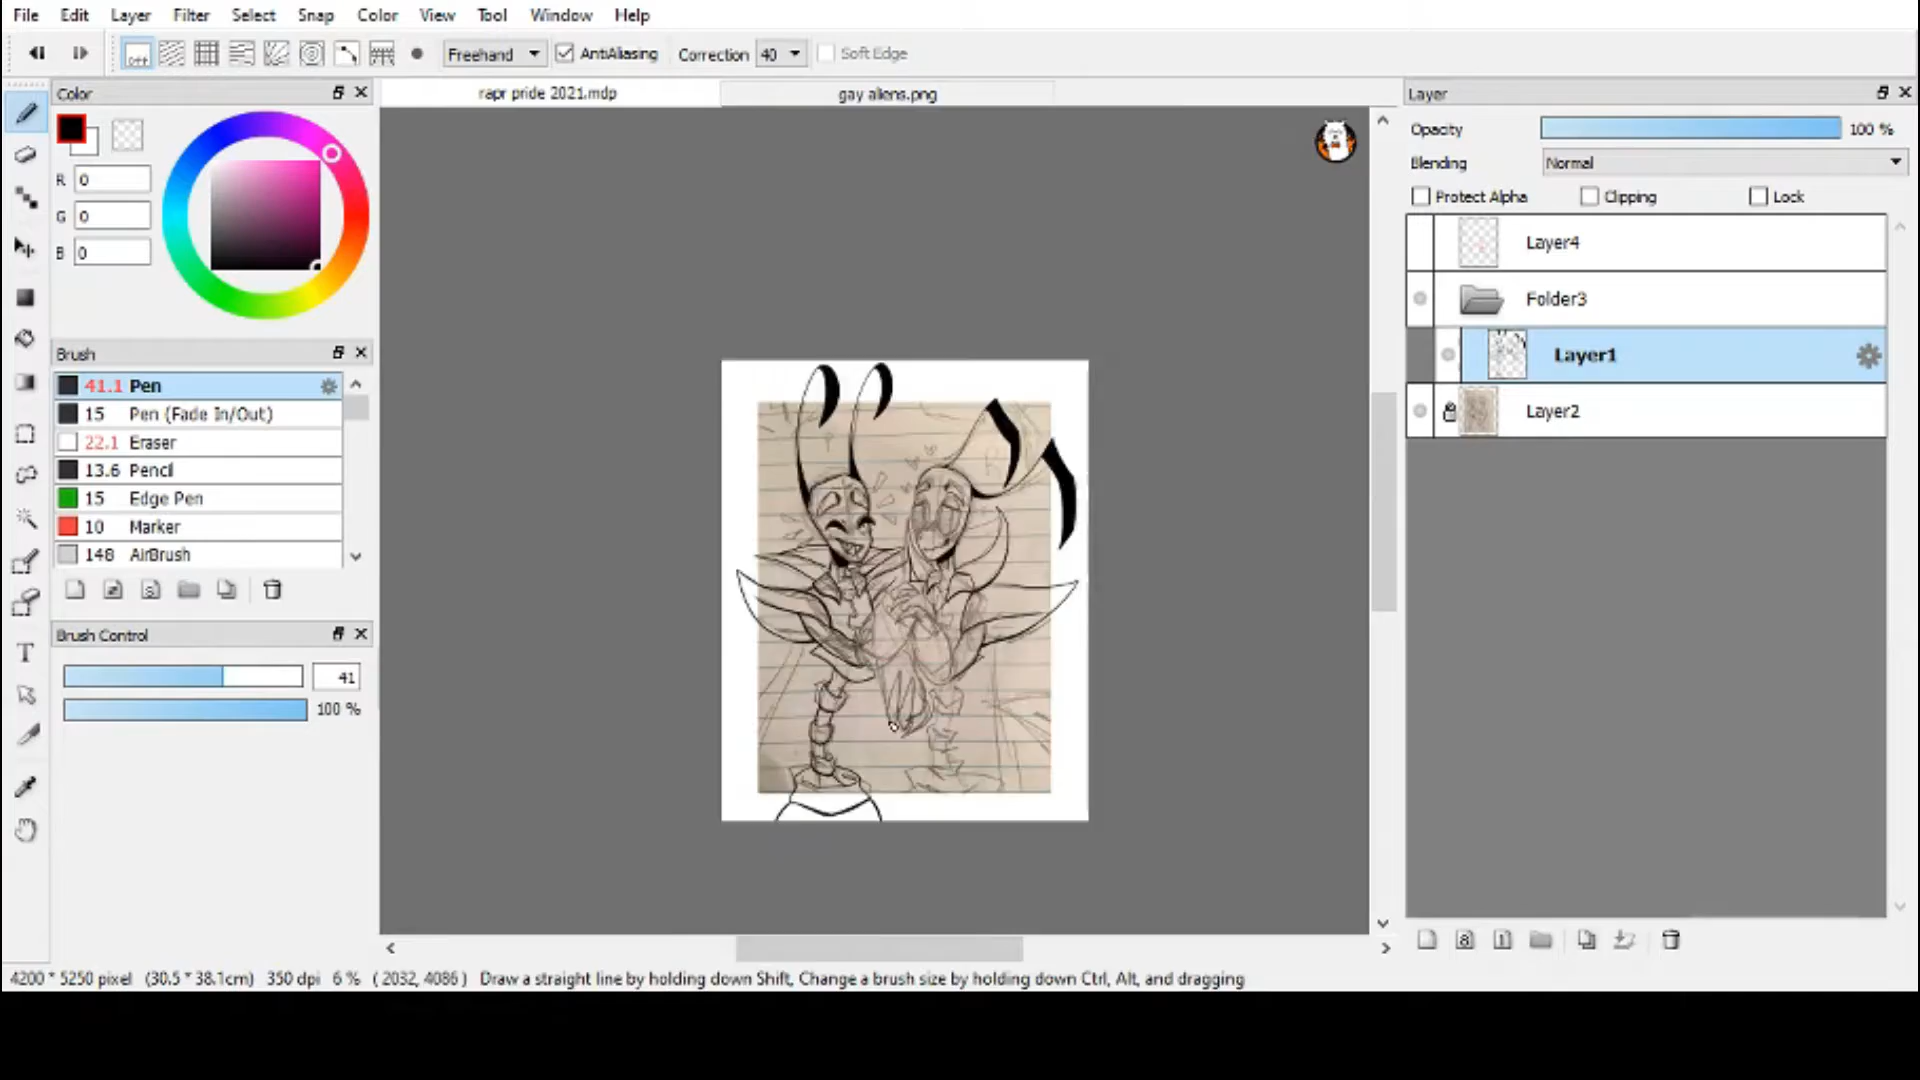 File Edit Layer Filter Select Snap Color View Tool Window Help
Off Freehand AntiAliasing Correction 40 Soft Edge
Color
rapr pride 2021.mdp
gay aliens.png
Layer
R 0
G 0
B 0
Opacity 100 %
Blending Normal
Protect Alpha Clipping Lock
Layer4
Folder3
Layer1
Layer2
Brush
41.1 Pen
15 Pen (Fade In/Out)
22.1 Eraser
13.6 Pencil
15 Edge Pen
10 Marker
148 AirBrush
Brush Control
41
100 %
T
P
R
4200 * 5250 pixel (30.5 * 38.1cm) 350 dpi 6 % ( 2032, 4086 ) Draw a straight line by holding down Shift, Change a brush size by holding down Ctrl, Alt, and dragging